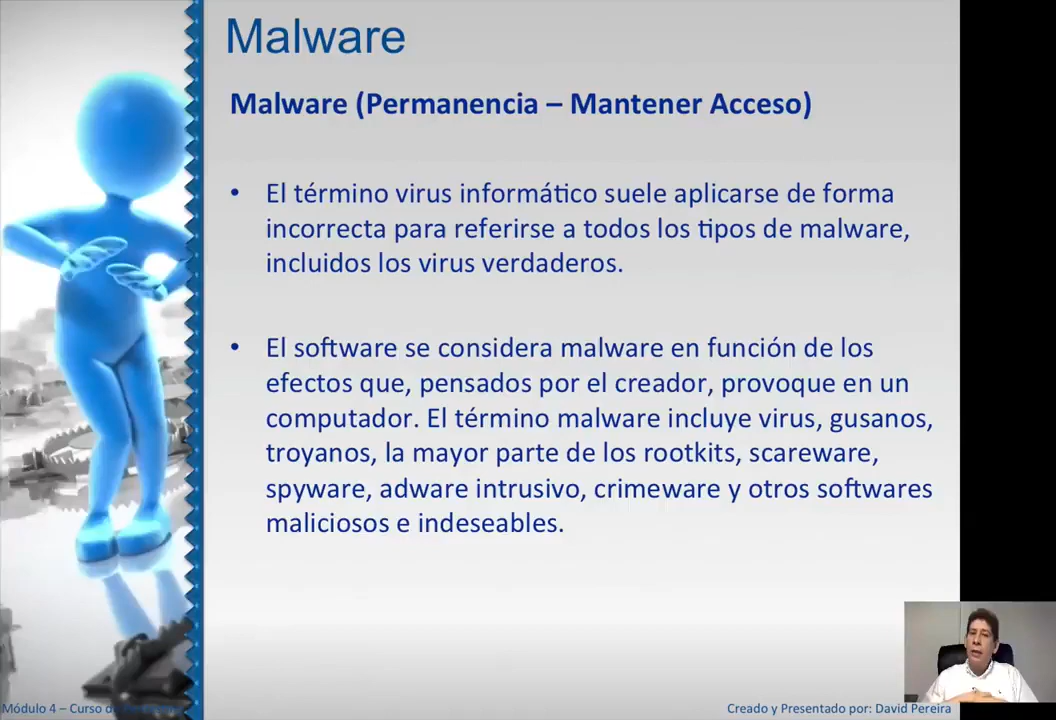 Malware
Malware (Permanencia – Mantener Acceso)
• El término virus informático suele aplicarse de forma
incorrecta para referirse a todos los tipos de malware,
incluidos los virus verdaderos.
• El software se considera malware en función de los
efectos que, pensados por el creador, provoque en un
computador. El término malware incluye virus, gusanos,
troyanos, la mayor parte de los rootkits, scareware,
spyware, adware intrusivo, crimeware y otros softwares
maliciosos e indeseables.
Módulo 4 – Curso
Creado y Presentado por: David Pereira